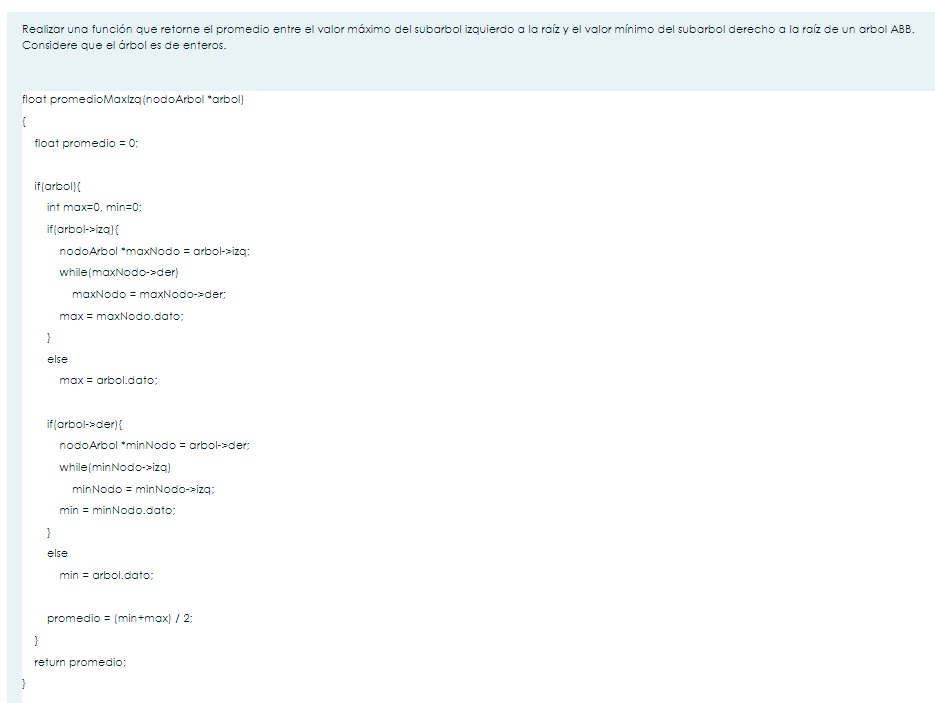 Realizar una función que retorne el promedio entre el valor máximo del subarbol izquierdo a la raíz y el valor mínimo del subarbol derecho a la raíz de un arbol ABB.
Considere que el árbol es de enteros.
float promedioMaxIzq(nodoArbol *arbol)
{
float promedio = 0;
if(arbol){
int max=0, min=0;
if(arbol->izq){
nodoArbol *maxNodo = arbol->izq;
while(maxNodo->der)
maxNodo = maxNodo->der;
max = maxNodo.dato;
}
else
max = arbol.dato;
if(arbol->der){
nodoArbol *minNodo = arbol->der;
while(minNodo->izq)
minNodo = minNodo->izq;
min = minNodo.dato;
}
else
min = arbol.dato;
promedio = (min+max) / 2;
}
return promedio;
}